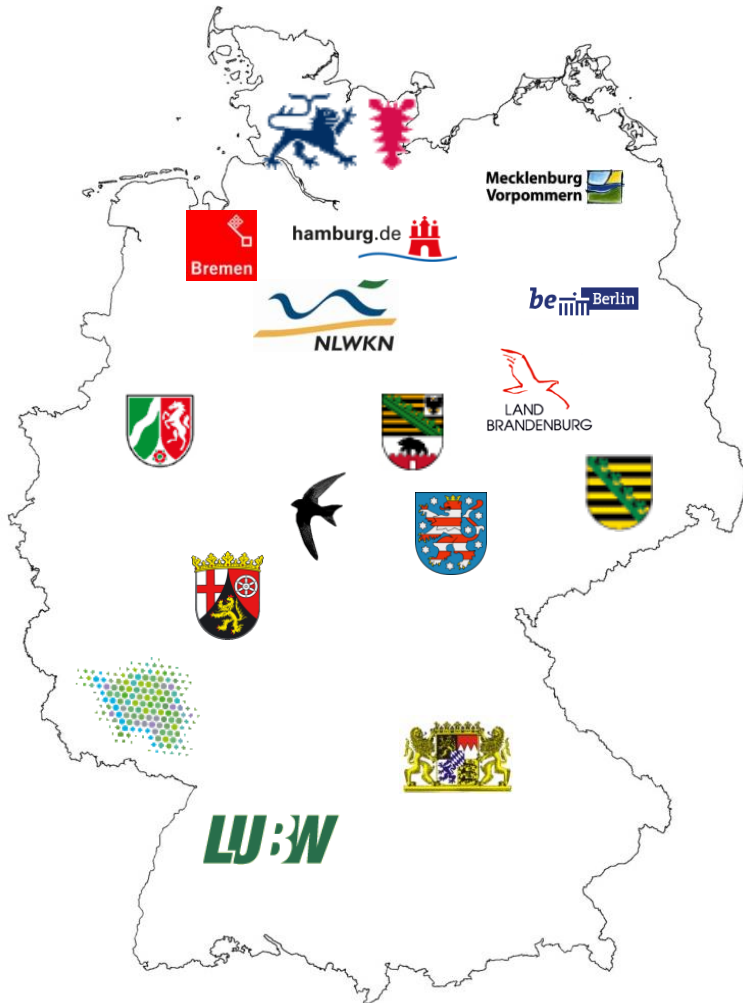 Mecklenburg
Vorpommern
Bremen
hamburg.de
be Berlin
NLWKN
LAND
BRANDENBURG
LUBW